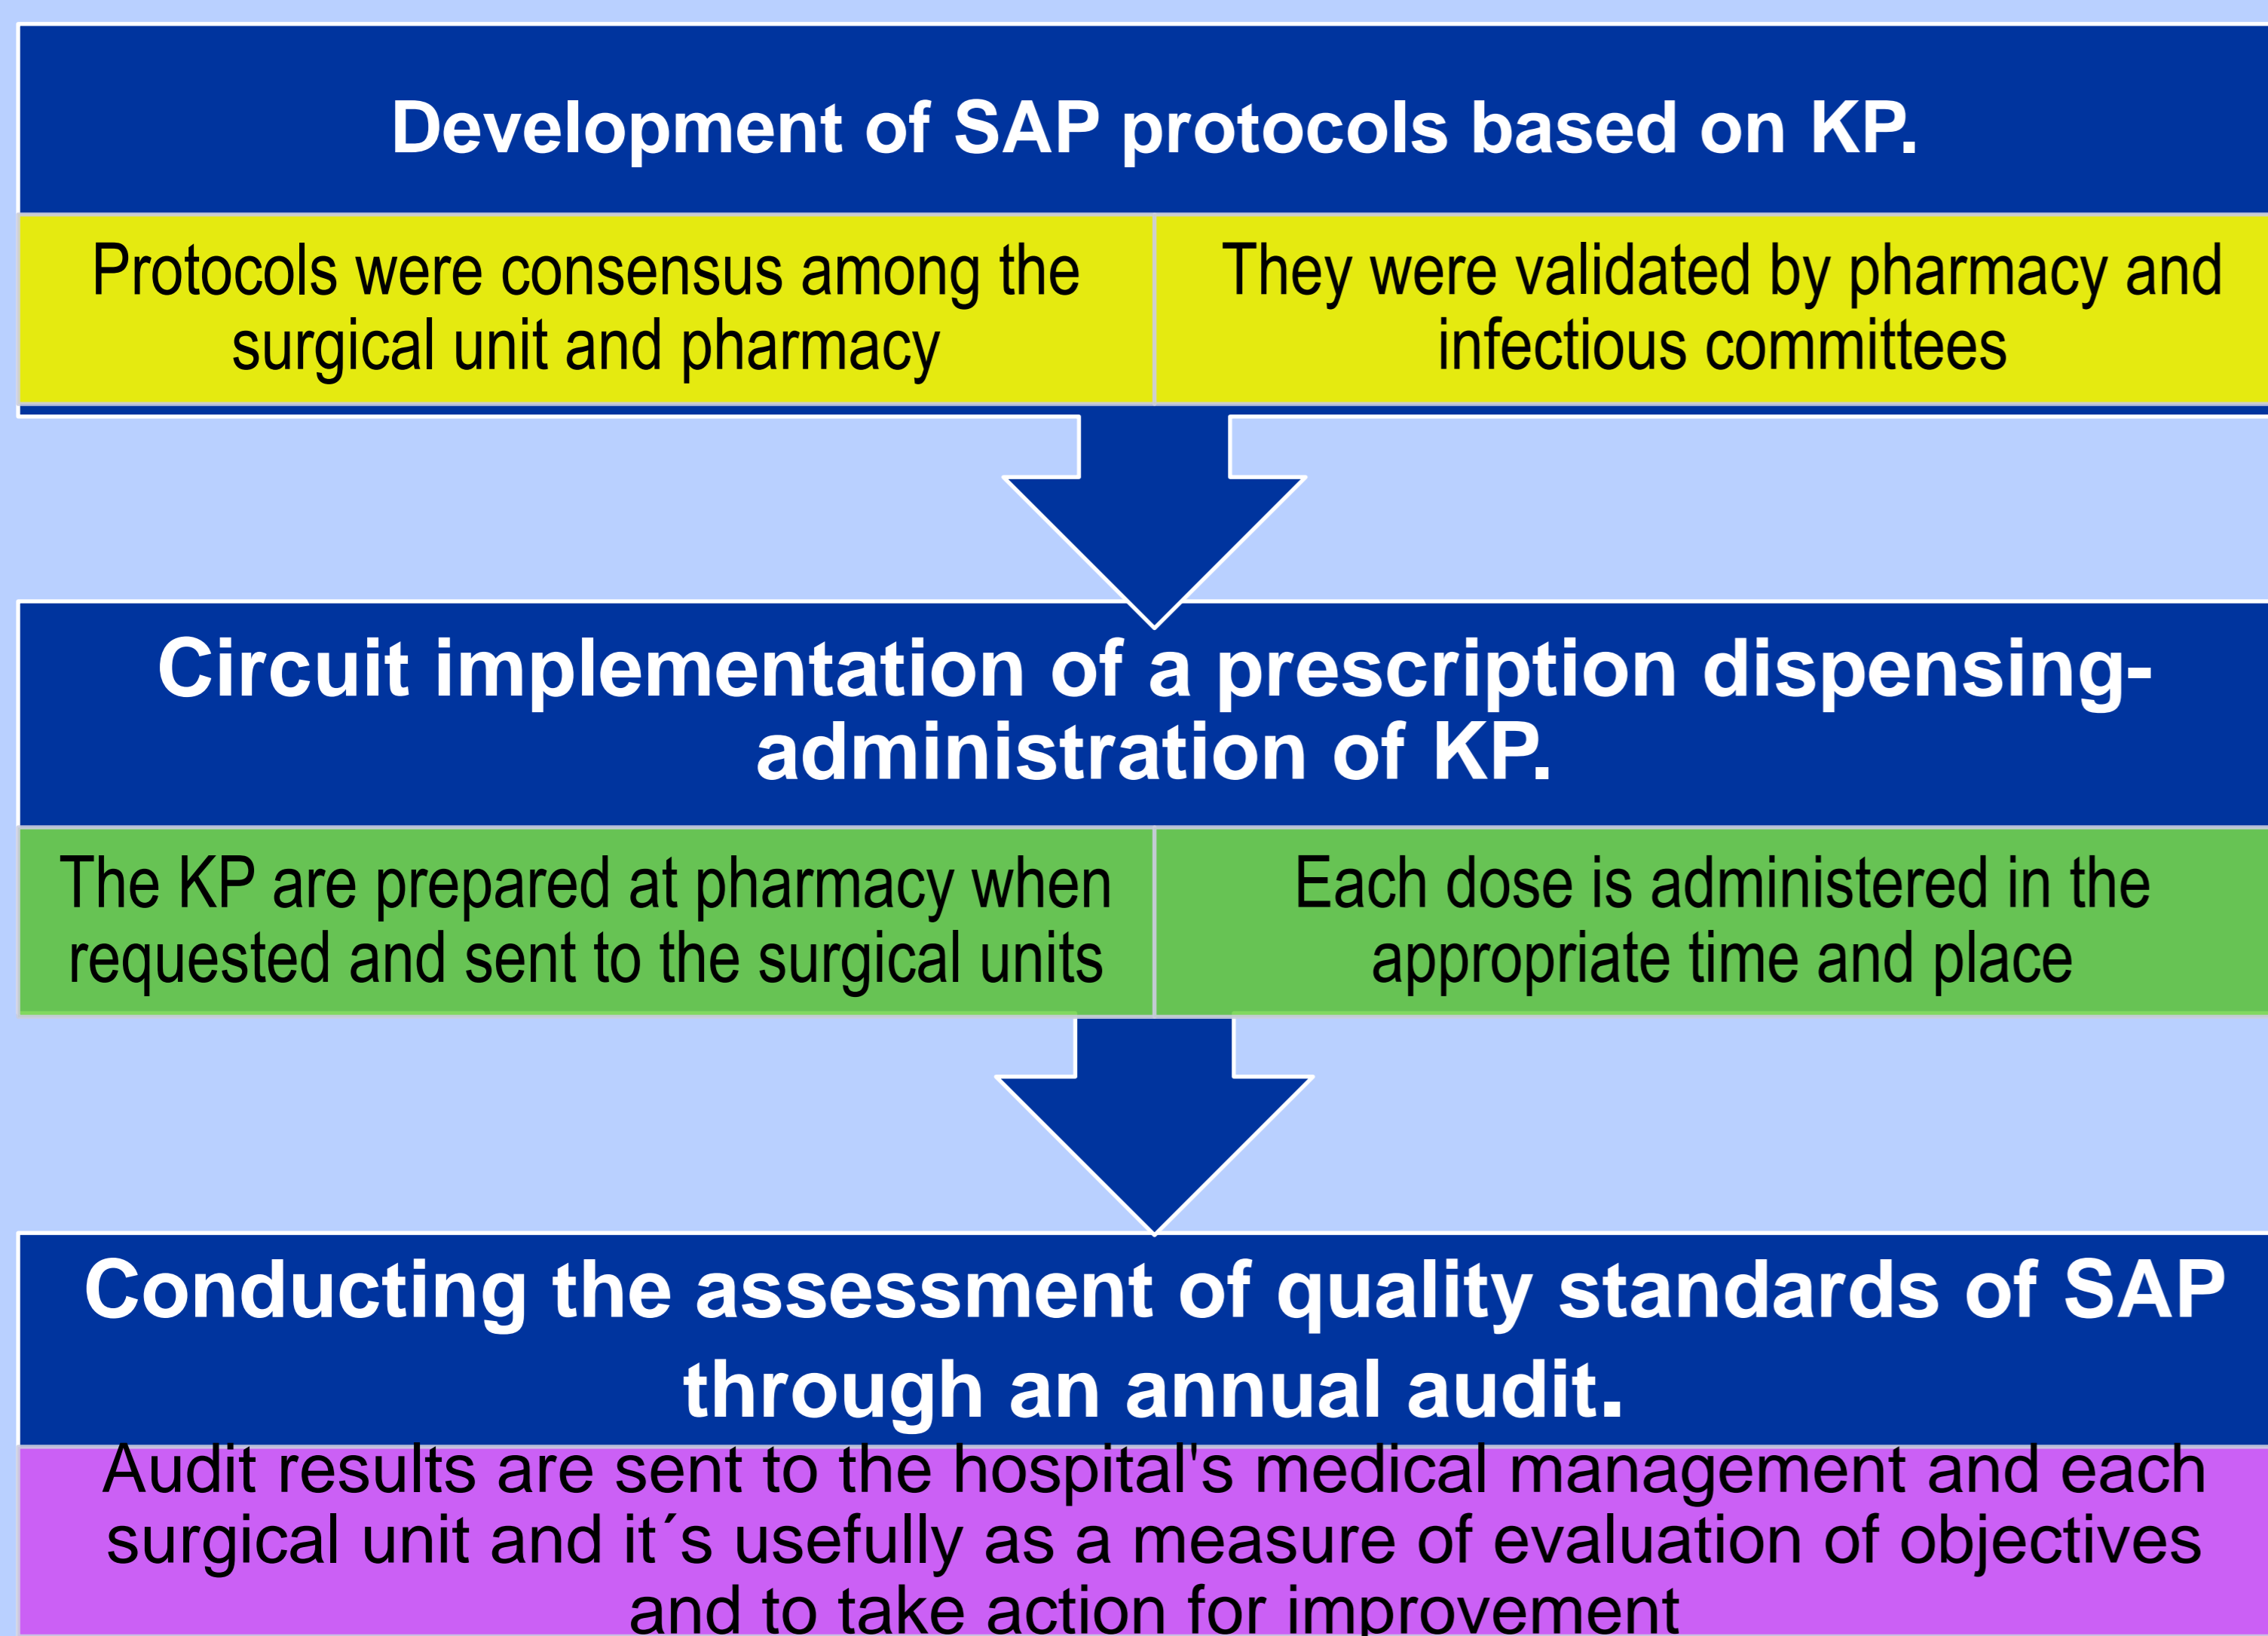 Development of SAP protocols based on KP.
Protocols were consensus among the
surgical unit and pharmacy
They were validated by pharmacy and
infectious committees
Circuit implementation of a prescription dispensing-
administration of KP.
The KP are prepared at pharmacy when
requested and sent to the surgical units
Each dose is administered in the
appropriate time and place
Conducting the assessment of quality standards of SAP
through an annual audit.
Audit results are sent to the hospital's medical management and each
surgical unit and it´s usefully as a measure of evaluation of objectives
and to take action for improvement